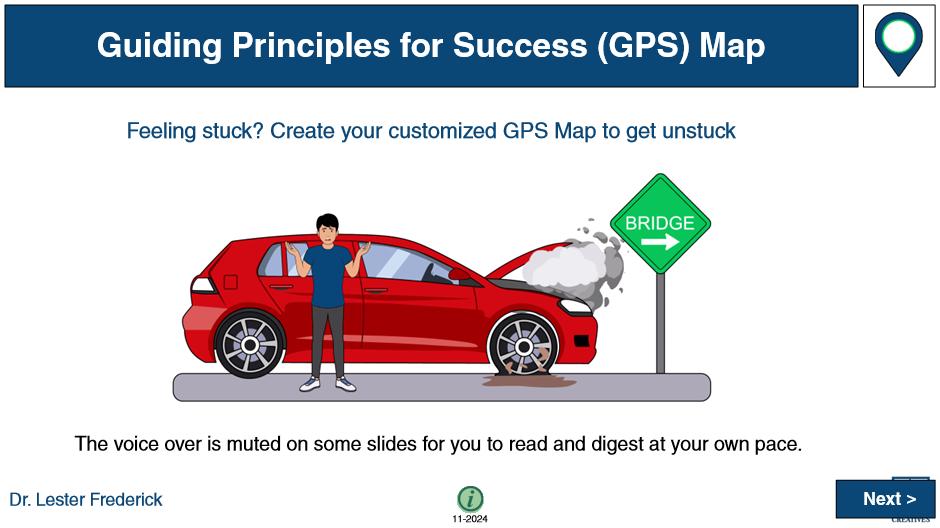 Guiding Principles for Success (GPS) Map
Feeling stuck? Create your customized GPS Map to get unstuck
BRIDGE
The voice over is muted on some slides for you to read and digest at your own pace.
Dr. Lester Frederick
i
11-2024
Next >
CREATIVES